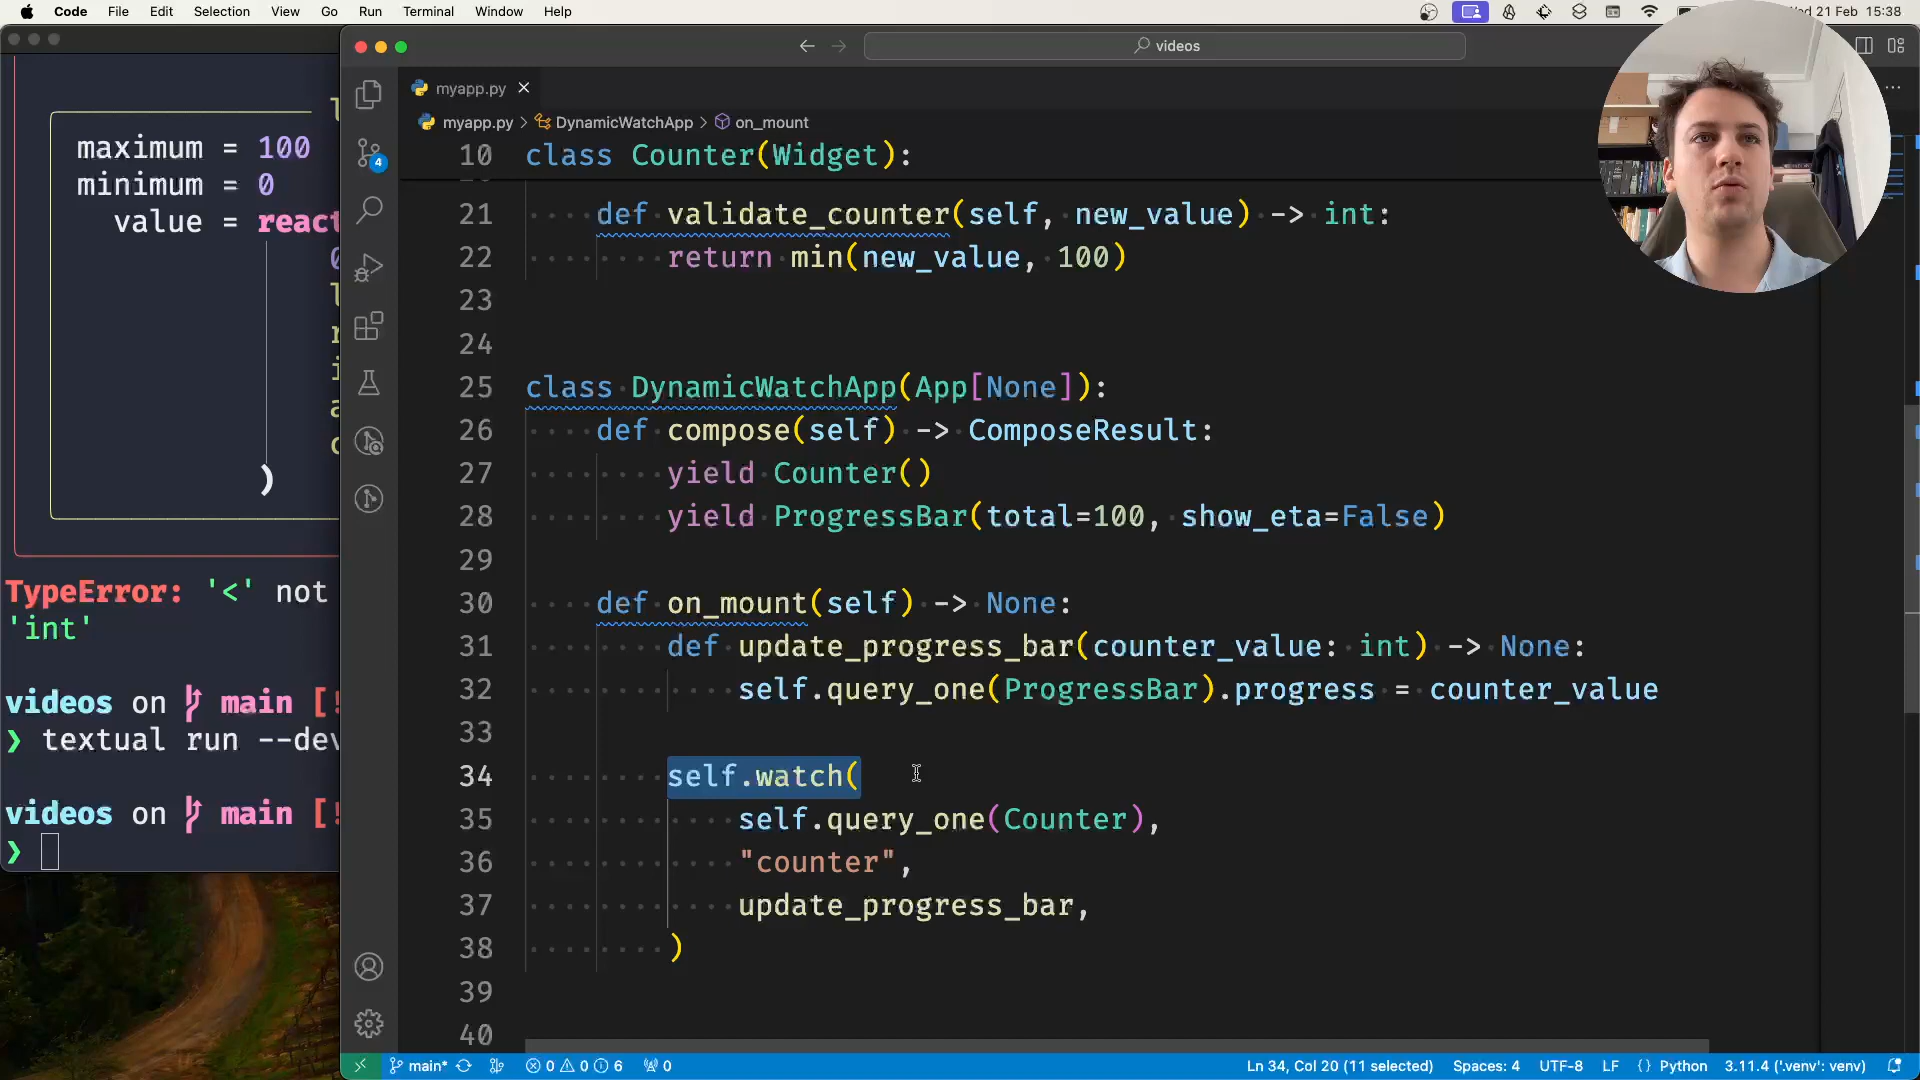 Code File Edit Selection View Go Run Terminal Window Help
21 Feb 15:38
videos
myapp.py
myapp.py > DynamicWatchApp > on_mount
10 class Counter(Widget):
21 def validate_counter(self, new_value) -> int:
22 return min(new_value, 100)
23
24
25 class DynamicWatchApp(App[None]):
26 def compose(self) -> ComposeResult:
27 yield Counter()
28 yield ProgressBar(total=100, show_eta=False)
29
30 def on_mount(self) -> None:
31 def update_progress_bar(counter_value: int) -> None:
32 self.query_one(ProgressBar).progress = counter_value
33
34 self.watch(
35 self.query_one(Counter),
36 "counter",
37 update_progress_bar,
38 )
39
40
maximum = 100
minimum = 0
value = react
)
TypeError: '<' not
'int'
videos on main [!
❯ textual run --dev
videos on main [!
❯
4
main* 0 0 6 0
Ln 34, Col 20 (11 selected) Spaces: 4 UTF-8 LF {} Python 3.11.4 ('.venv': venv)